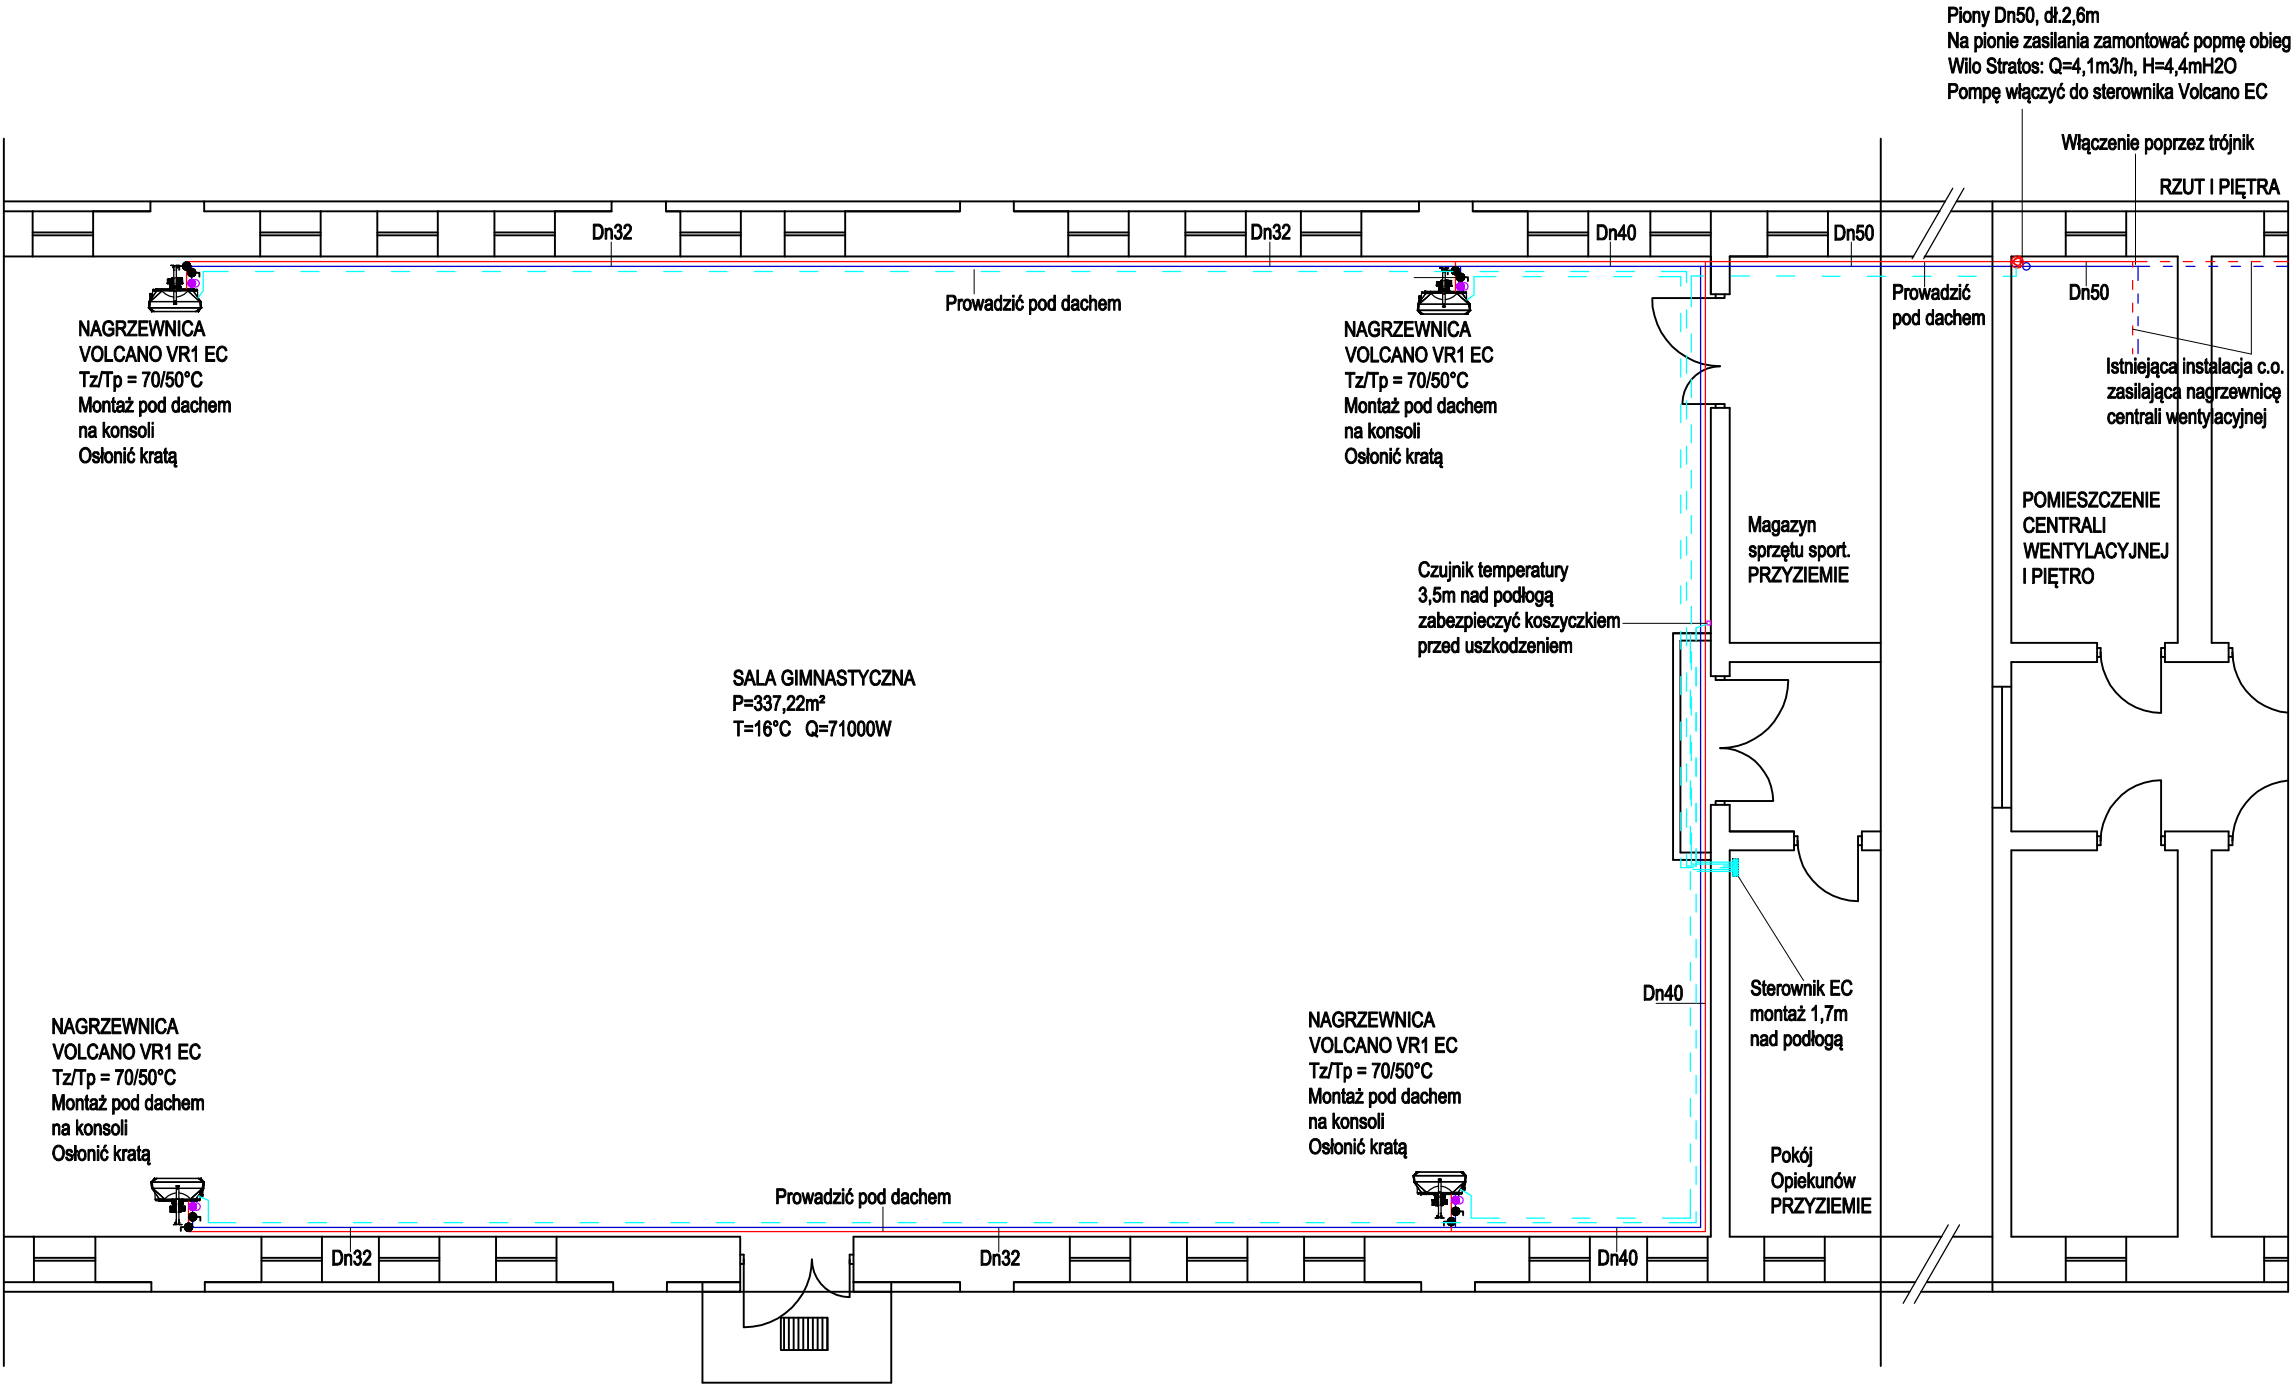 Piony Dn50, dł.2,6m
Na pionie zasilania zamontować popmę obieg
Wilo Stratos: Q=4,1m3/h, H=4,4mH2O
Pompę włączyć do sterownika Volcano EC
Włączenie poprzez trójnik
RZUT I PIĘTRA
Dn32
Dn32
Dn40
Dn50
Prowadzić pod dachem
Prowadzić
pod dachem
Dn50
NAGRZEWNICA
VOLCANO VR1 EC
Tz/Tp = 70/50°C
Montaż pod dachem
na konsoli
Osłonić kratą
NAGRZEWNICA
VOLCANO VR1 EC
Tz/Tp = 70/50°C
Montaż pod dachem
na konsoli
Osłonić kratą
Istniejąca instalacja c.o.
zasilająca nagrzewnicę
centrali wentylacyjnej
POMIESZCZENIE
CENTRALI
WENTYLACYJNEJ
I PIĘTRO
Magazyn
sprzętu sport.
PRZYZIEMIE
Czujnik temperatury
3,5m nad podłogą
zabezpieczyć koszyczkiem
przed uszkodzeniem
SALA GIMNASTYCZNA
P=337,22m²
T=16°C Q=71000W
Dn40
Sterownik EC
montaż 1,7m
nad podłogą
NAGRZEWNICA
VOLCANO VR1 EC
Tz/Tp = 70/50°C
Montaż pod dachem
na konsoli
Osłonić kratą
NAGRZEWNICA
VOLCANO VR1 EC
Tz/Tp = 70/50°C
Montaż pod dachem
na konsoli
Osłonić kratą
Pokój
Opiekunów
PRZYZIEMIE
Prowadzić pod dachem
Dn32
Dn32
Dn40